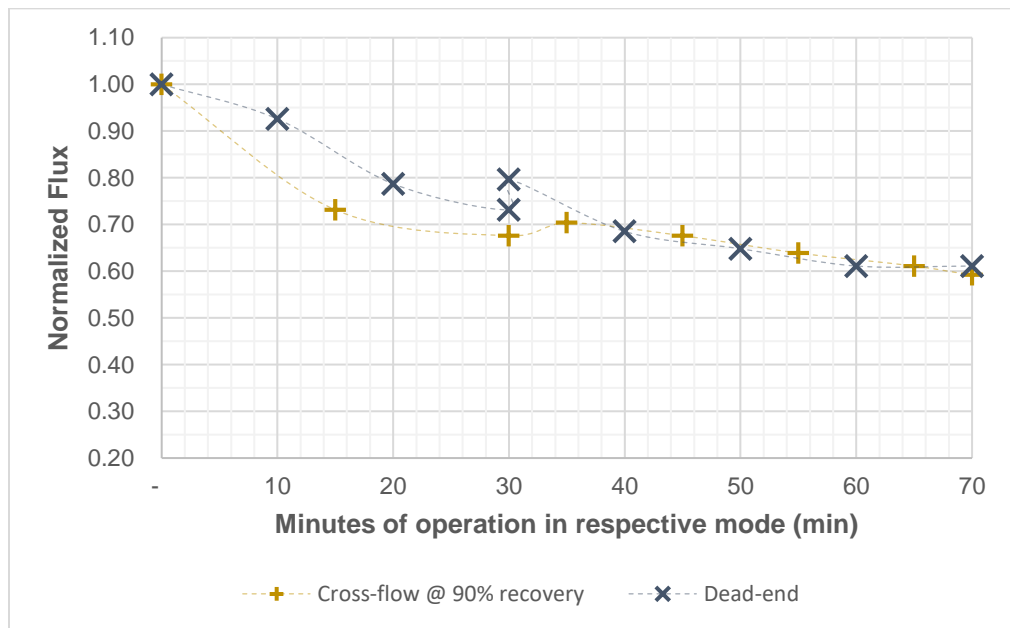 1.10
1.00
0.90
0.80
0.70
0.60
0.50
0.40
0.30
0.20
Normalized Flux
- 10 20 30 40 50 60 70
Minutes of operation in respective mode (min)
Cross-flow @ 90% recovery Dead-end